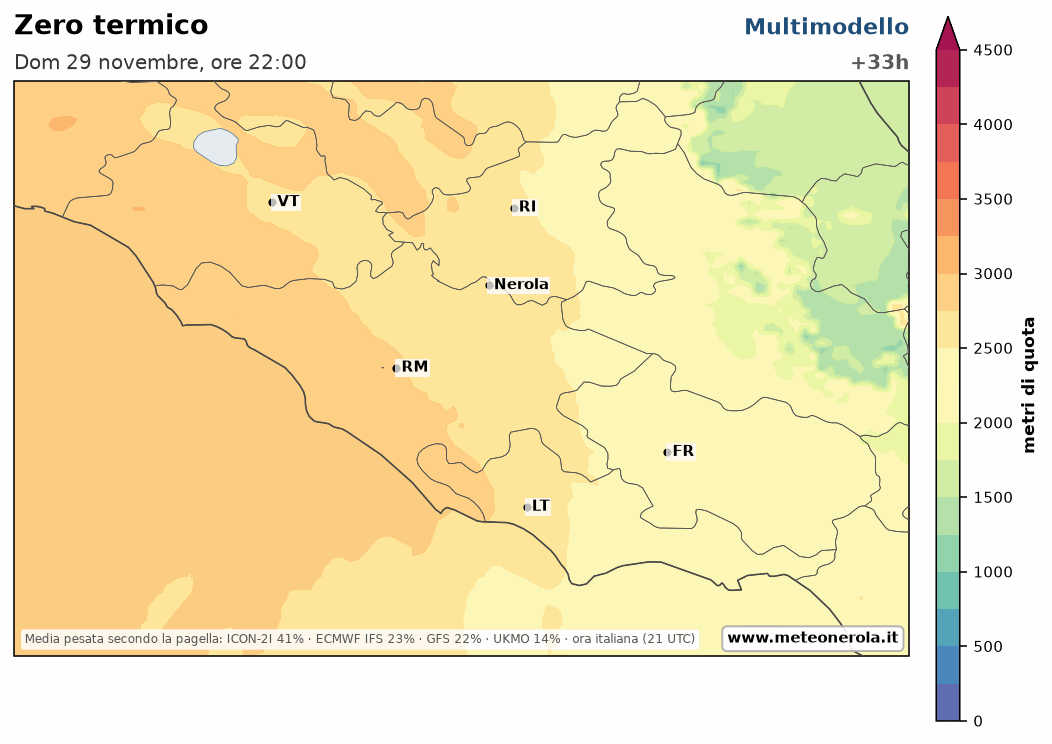 Zero termico
Multimodello
Dom 29 novembre, ore 22:00
+33h
VT
RI
Nerola
RM
FR
LT
Media pesata secondo la pagella: ICON-2I 41% · ECMWF IFS 23% · GFS 22% · UKMO 14% · ora italiana (21 UTC)
www.meteonerola.it
4500
4000
3500
3000
2500
2000
1500
1000
500
0
metri di quota